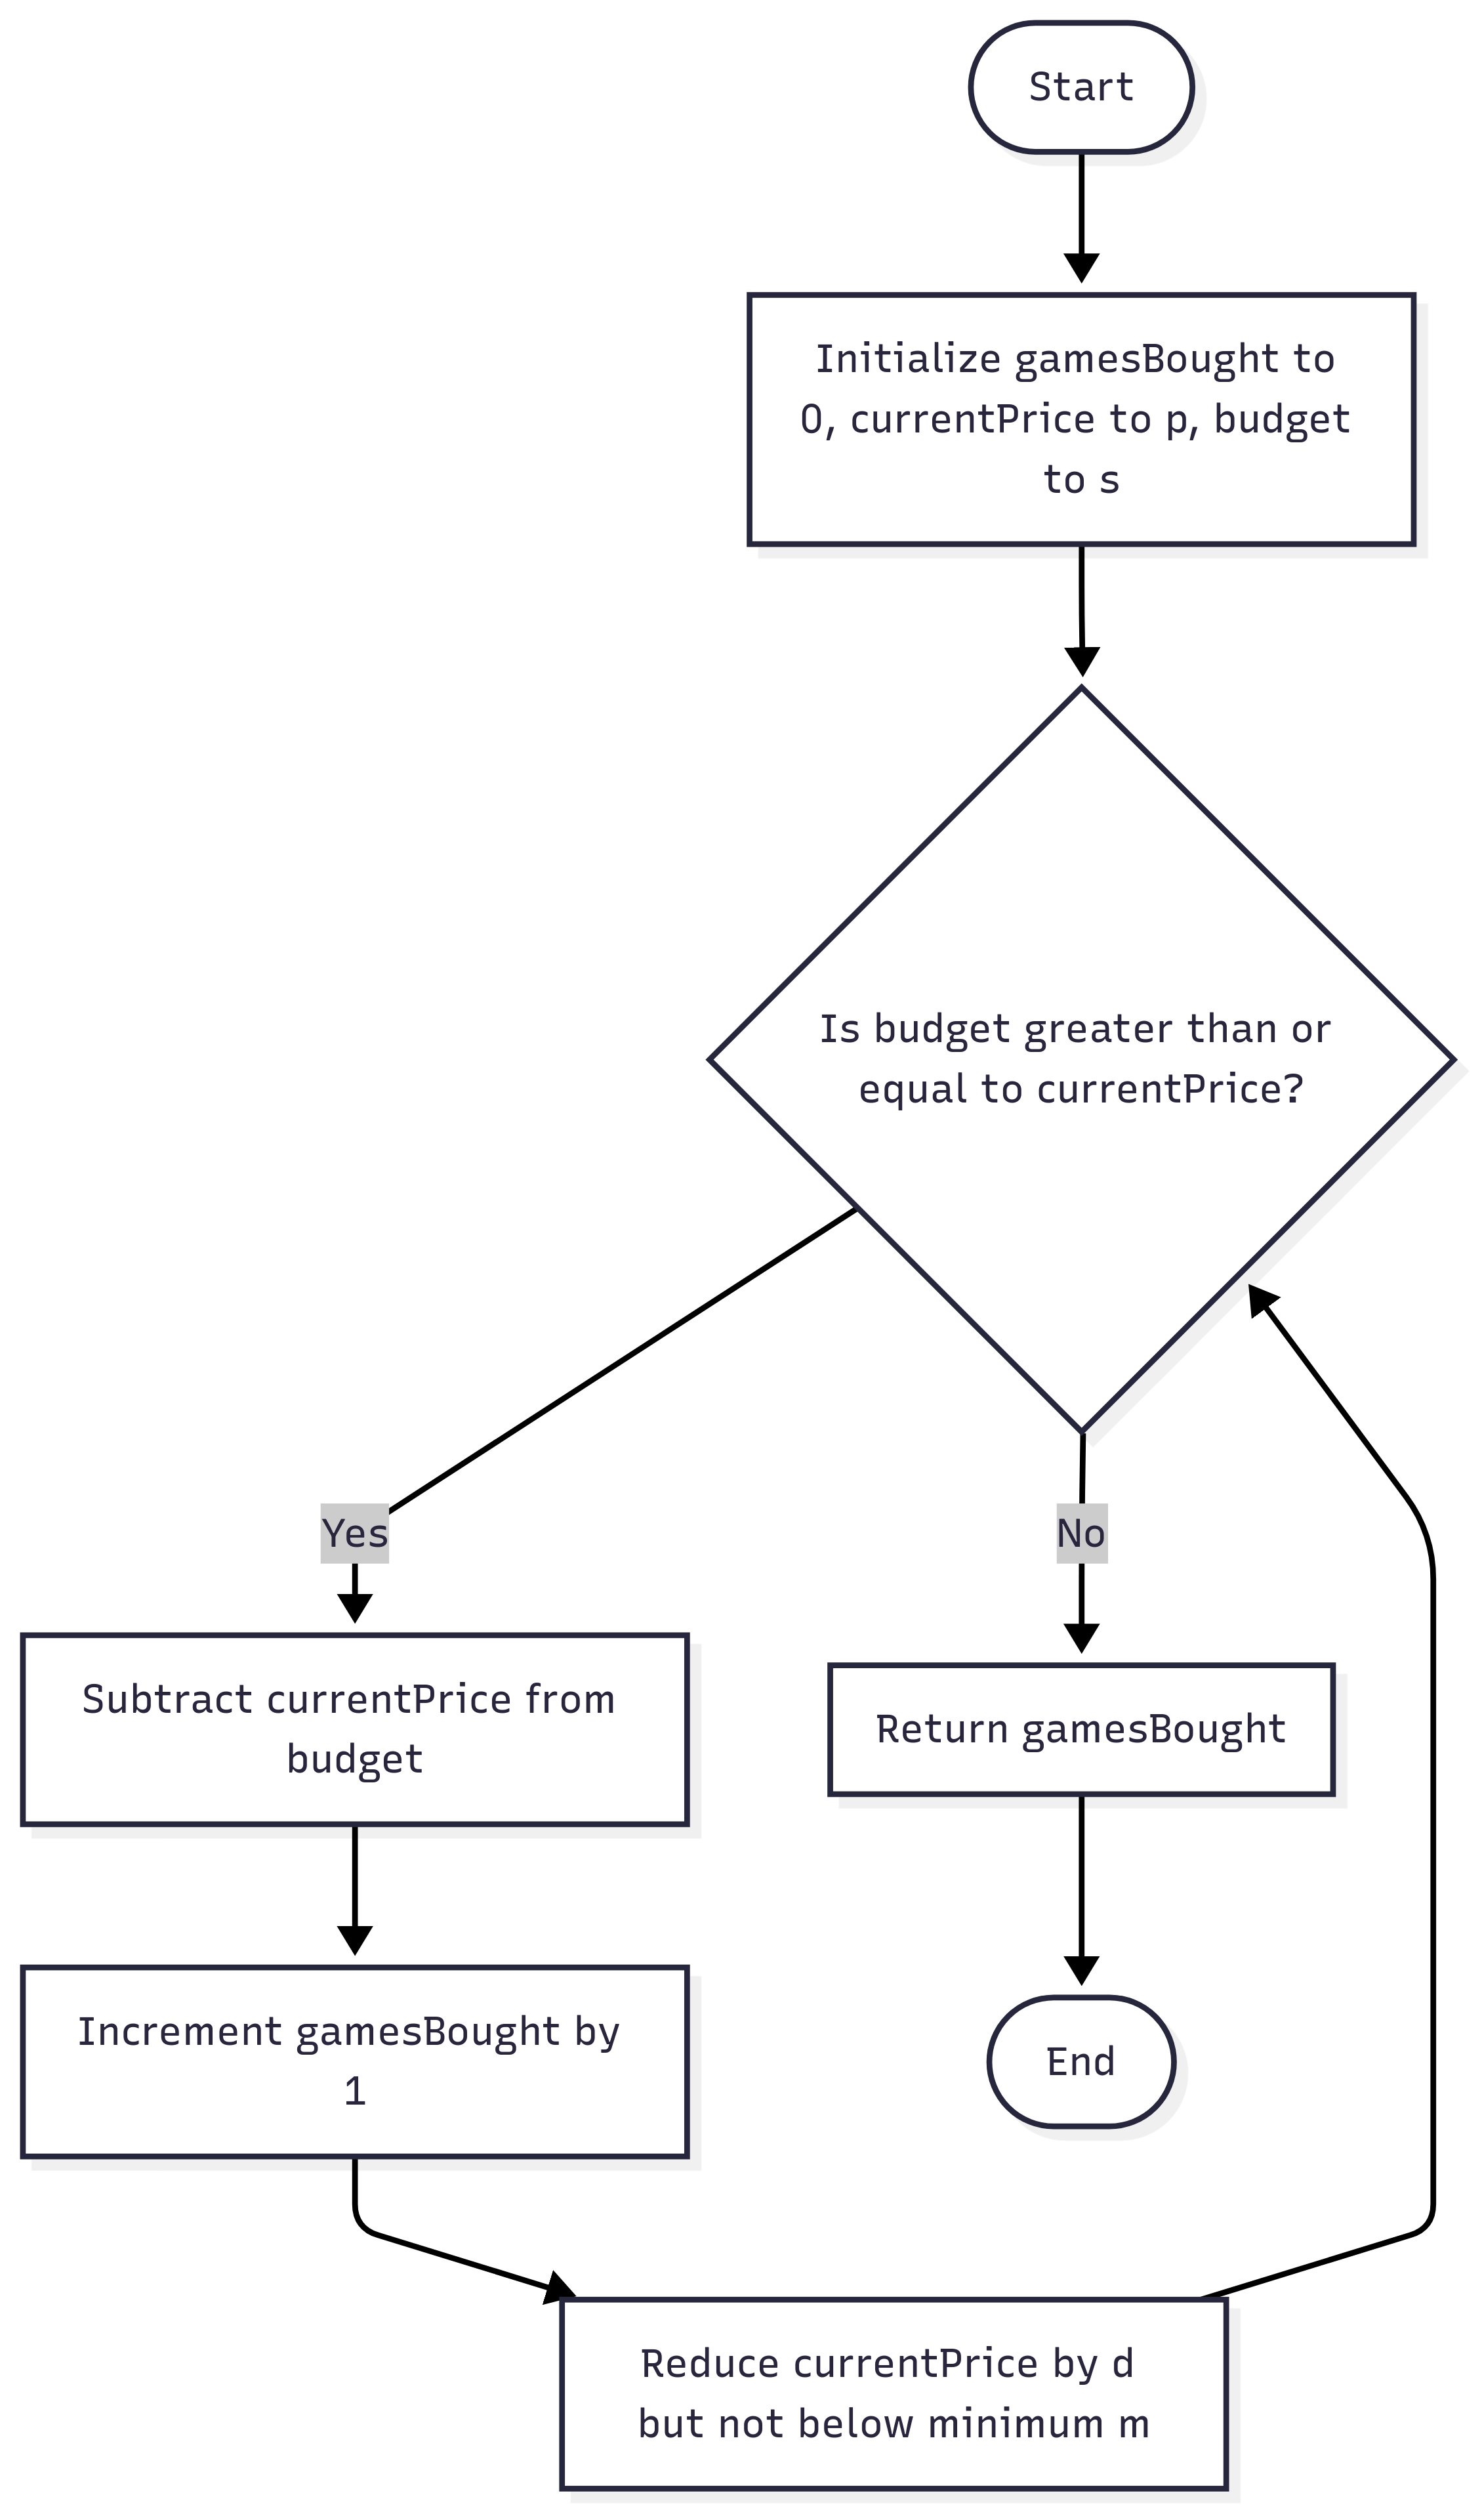 Start
Initialize gamesBought to
0, currentPrice to p, budget
to s
Is budget greater than or
equal to currentPrice?
Yes
No
Subtract currentPrice from
budget
Return gamesBought
Increment gamesBought by
1
End
Reduce currentPrice by d
but not below minimum m